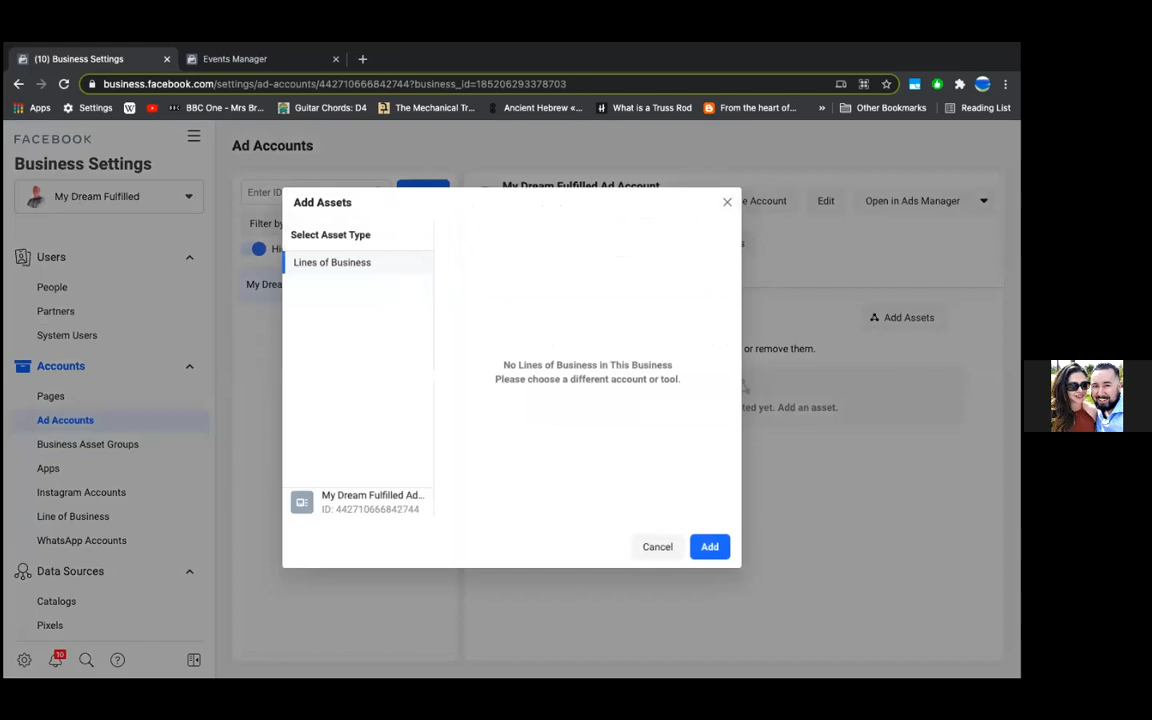 (10) Business Settings
Events Manager
business.facebook.com/settings/ad-accounts/442710666842744?business_id=185206293378703
Apps
Settings
BBC One - Mrs Br...
Guitar Chords: D4
The Mechanical Tr...
Ancient Hebrew «...
What is a Truss Rod
From the heart of...
»
Other Bookmarks
Reading List
FACEBOOK
Business Settings
My Dream Fulfilled
Users
People
Partners
System Users
Accounts
Pages
Ad Accounts
Business Asset Groups
Apps
Instagram Accounts
Line of Business
WhatsApp Accounts
Data Sources
Catalogs
Pixels
10
Ad Accounts
Enter ID
Filter by
My Drea
My Dream Fulfilled Ad Account
e Account
Edit
Open in Ads Manager
Add Assets
or remove them.
ted yet. Add an asset.
Add Assets
Select Asset Type
Lines of Business
No Lines of Business in This Business
Please choose a different account or tool.
My Dream Fulfilled Ad...
ID: 442710666842744
Cancel
Add